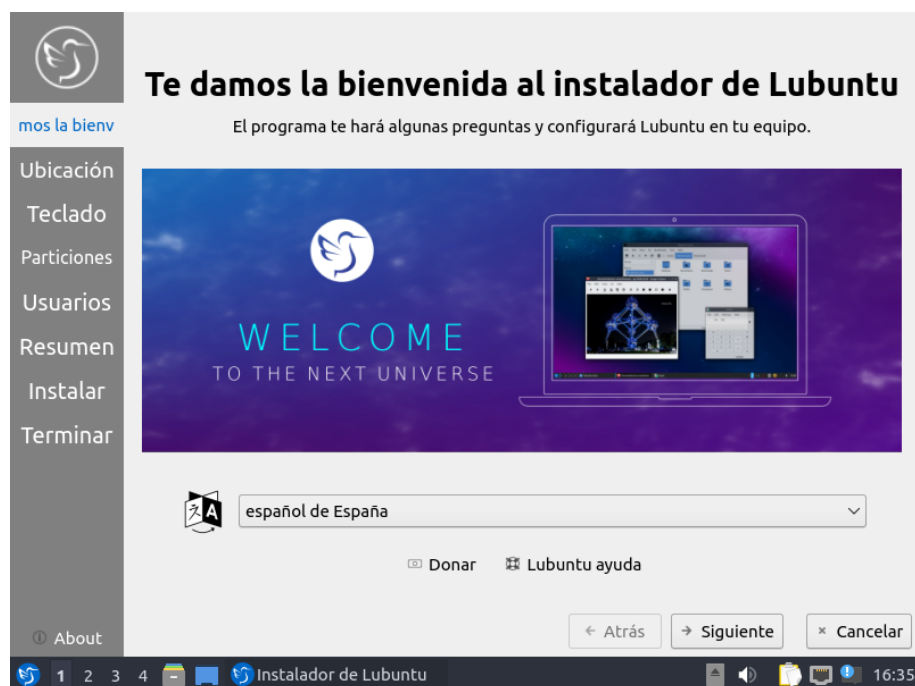 Te damos la bienvenida al instalador de Lubuntu
mos la bienv
El programa te hará algunas preguntas y configurará Lubuntu en tu equipo.
Ubicación
Teclado
Particiones
Usuarios
Resumen
Instalar
Terminar
WELCOME
TO THE NEXT UNIVERSE
español de España
Donar
Lubuntu ayuda
About
Atrás
Siguiente
Cancelar
1 2 3 4
Instalador de Lubuntu
16:35